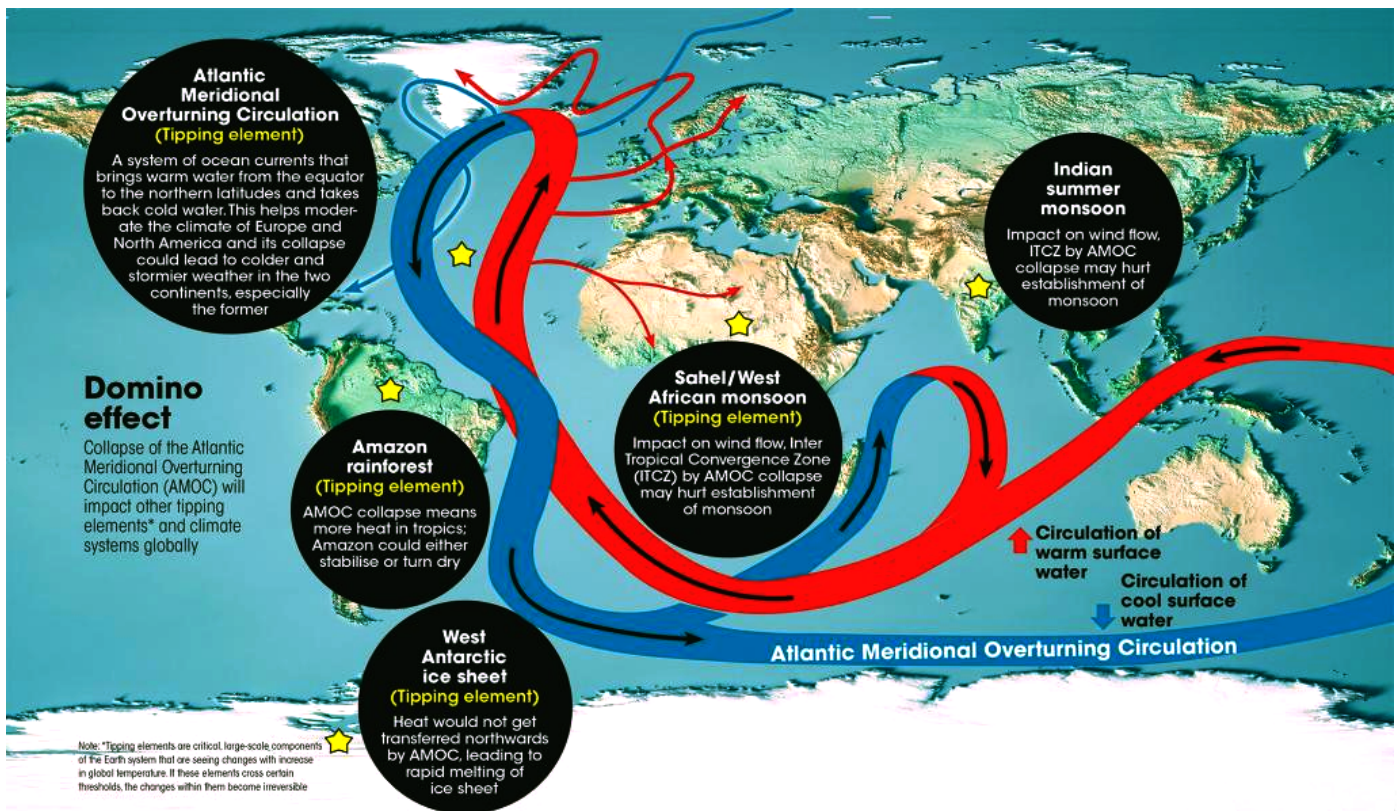 Atlantic
Meridional
Overturning Circulation
(Tipping element)
A system of ocean currents that
brings warm water from the equator
to the northern latitudes and takes
back cold water. This helps moder-
ate the climate of Europe and
North America and its collapse
could lead to colder and
stormier weather in the two
continents, especially
the former
Indian
summer
monsoon
Impact on wind flow,
ITCZ by AMOC
collapse may hurt
establishment of
monsoon
Domino
effect
Collapse of the Atlantic
Meridional Overturning
Circulation (AMOC) will
impact other tipping
elements* and climate
systems globally
Sahel/West
African monsoon
(Tipping element)
Impact on wind flow, Inter
Tropical Convergence Zone
(ITCZ) by AMOC collapse
may hurt establishment
of monsoon
Amazon
rainforest
(Tipping element)
AMOC collapse means
more heat in tropics;
Amazon could either
stabilise or turn dry
Circulation of
warm surface
water
Circulation of
cool surface
water
Atlantic Meridional Overturning Circulation
West
Antarctic
ice sheet
(Tipping element)
Heat would not get
transferred northwards
by AMOC, leading to
rapid melting of
ice sheet
Note: *Tipping elements are critical, large-scale components
of the Earth system that are seeing changes with increase
in global temperature. If these elements cross certain
thresholds, the changes within them become irreversible